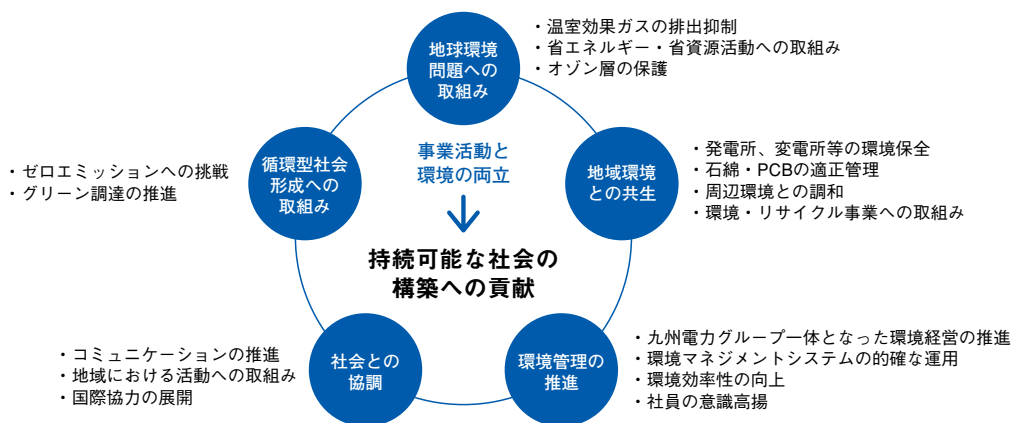 地球環境
問題への
取組み
・温室効果ガスの排出抑制
・省エネルギー・省資源活動への取組み
・オゾン層の保護
地域環境
との共生
・発電所、変電所等の環境保全
・石綿・PCBの適正管理
・周辺環境との調和
・環境・リサイクル事業への取組み
環境管理の
推進
・九州電力グループ一体となった環境経営の推進
・環境マネジメントシステムの的確な運用
・環境効率性の向上
・社員の意識高揚
社会との
協調
・コミュニケーションの推進
・地域における活動への取組み
・国際協力の展開
循環型社会
形成への
取組み
・ゼロエミッションへの挑戦
・グリーン調達の推進
事業活動と
環境の両立
持続可能な社会の
構築への貢献